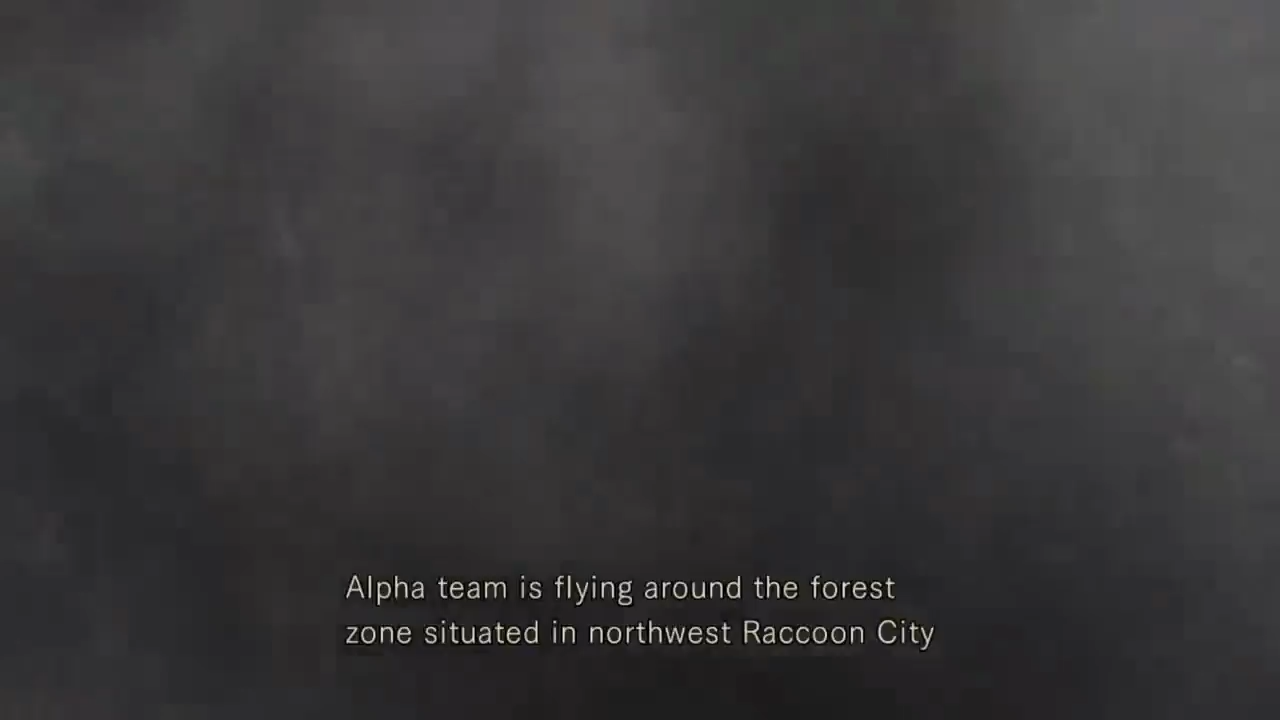 Alpha team is flying around the forest
zone situated in northwest Raccoon City